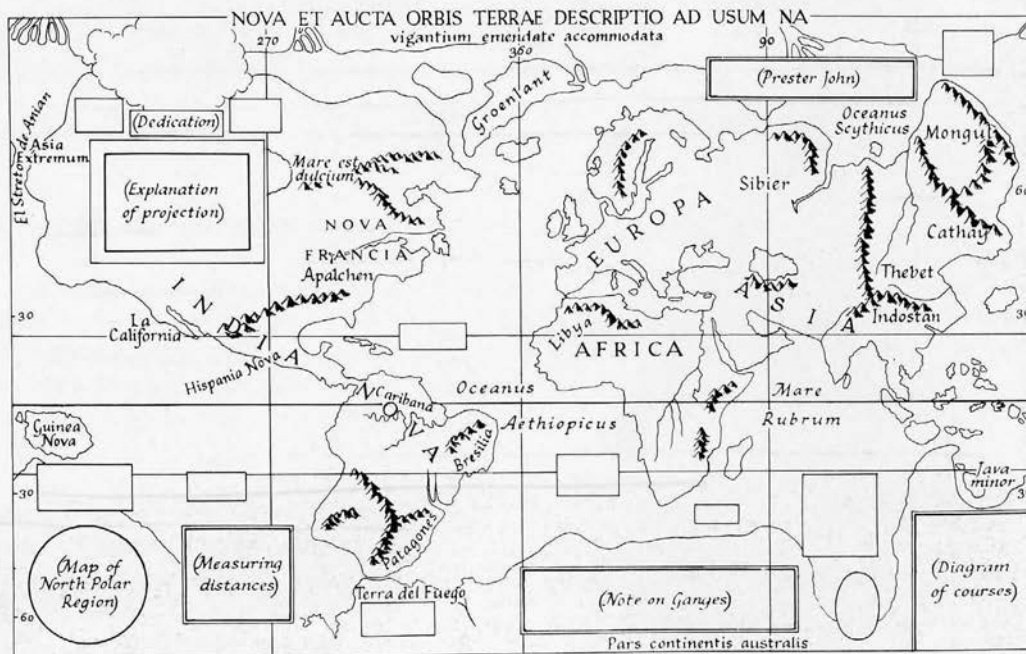 NOVA ET AUCTA ORBIS TERRAE DESCRIPTIO AD USUM NA
vigantium emendate accommodata
270
360
90
(Prester John)
Groenlant
El Streto de Anian
(Dedication)
Oceanus
Scythicus
Mongul
Asia
Extremum
Mare est
dulcium
(Explanation
of projection)
Sibier
60
NOVA
FRANCIA
EUROPA
Cathay
Apalchen
Thebet
INDIA
NOVA
ASIA
Indostan
30
30
La
California
Libya
AFRICA
Hispania Nova
Caribana
Oceanus
Aethiopicus
Mare
Rubrum
Guinea
Nova
Bresilia
Java
minor
30
3
Patagones
(Map of
North Polar
Region)
(Measuring
distances)
Terra del Fuego
(Note on Ganges)
(Diagram
of courses)
60
Pars continentis australis